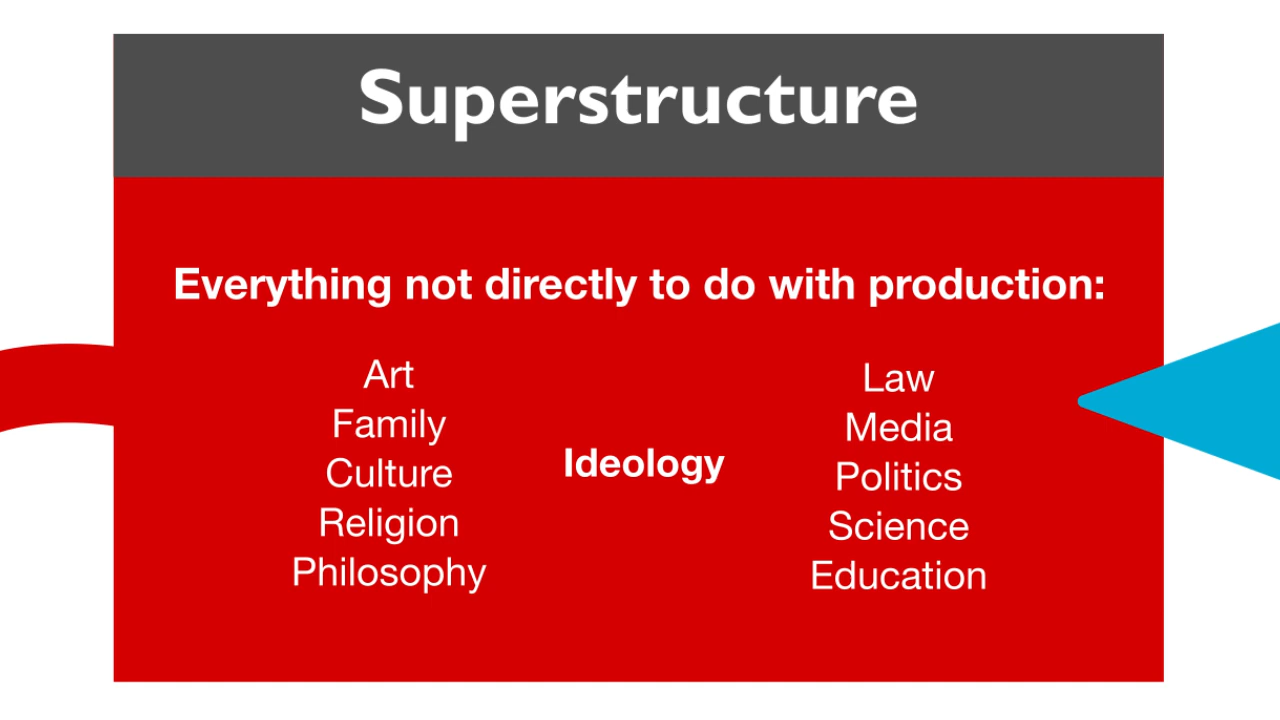 Superstructure
Everything not directly to do with production:
Art
Family
Culture
Religion
Philosophy
Ideology
Law
Media
Politics
Science
Education